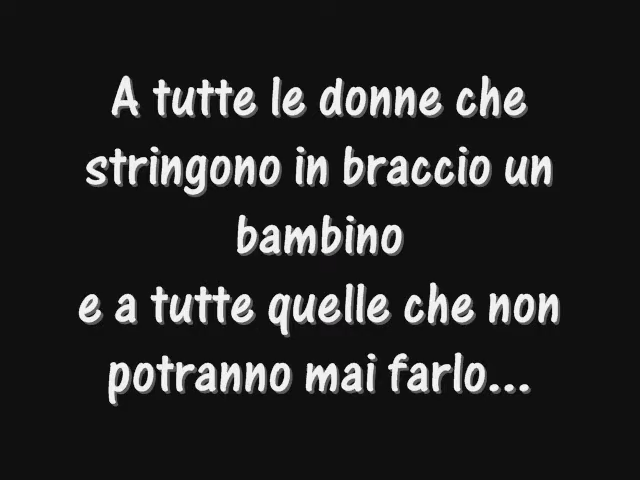 A tutte le donne che
stringono in braccio un
bambino
e a tutte quelle che non
potranno mai farlo...